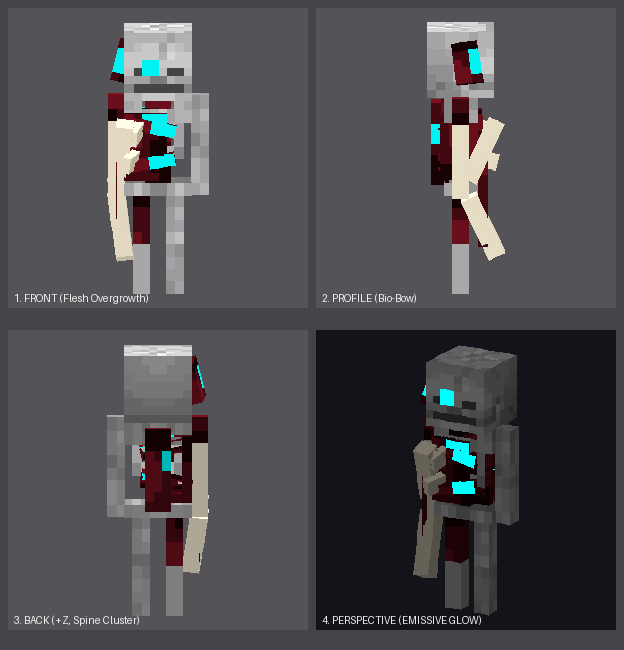 1. FRONT (Flesh Overgrowth)
2. PROFILE (Bio-Bow)
3. BACK (+Z, Spine Cluster)
4. PERSPECTIVE (EMISSIVE GLOW)